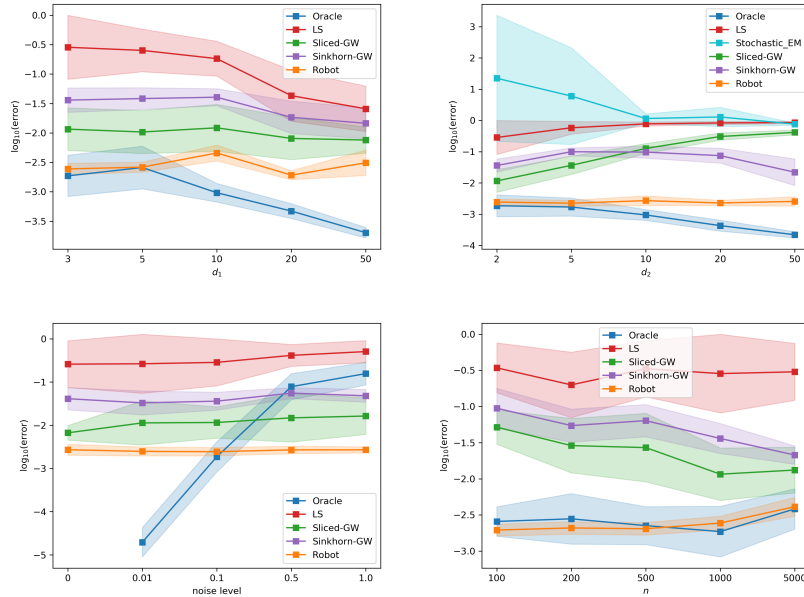 0.0
−0.5
−1.0
−1.5
−2.0
−2.5
−3.0
−3.5
log₁₀(error)
3
5
10
20
50
d₁
Oracle
LS
Sliced-GW
Sinkhorn-GW
Robot
3
2
1
0
−1
−2
−3
−4
log₁₀(error)
2
5
10
20
50
d₂
Oracle
LS
Stochastic_EM
Sliced-GW
Sinkhorn-GW
Robot
0
−1
−2
−3
−4
−5
log₁₀(error)
0
0.01
0.1
0.5
1.0
noise level
Oracle
LS
Sliced-GW
Sinkhorn-GW
Robot
0.0
−0.5
−1.0
−1.5
−2.0
−2.5
−3.0
log₁₀(error)
100
200
500
1000
5000
n
Oracle
LS
Sliced-GW
Sinkhorn-GW
Robot